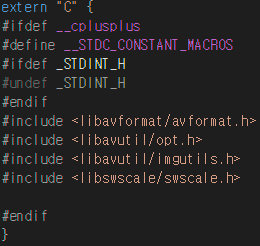 extern "C" {
#ifdef __cplusplus
#define __STDC_CONSTANT_MACROS
#ifdef _STDINT_H
#undef _STDINT_H
#endif
#include <libavformat/avformat.h>
#include <libavutil/opt.h>
#include <libavutil/imgutils.h>
#include <libswscale/swscale.h>
#endif
}